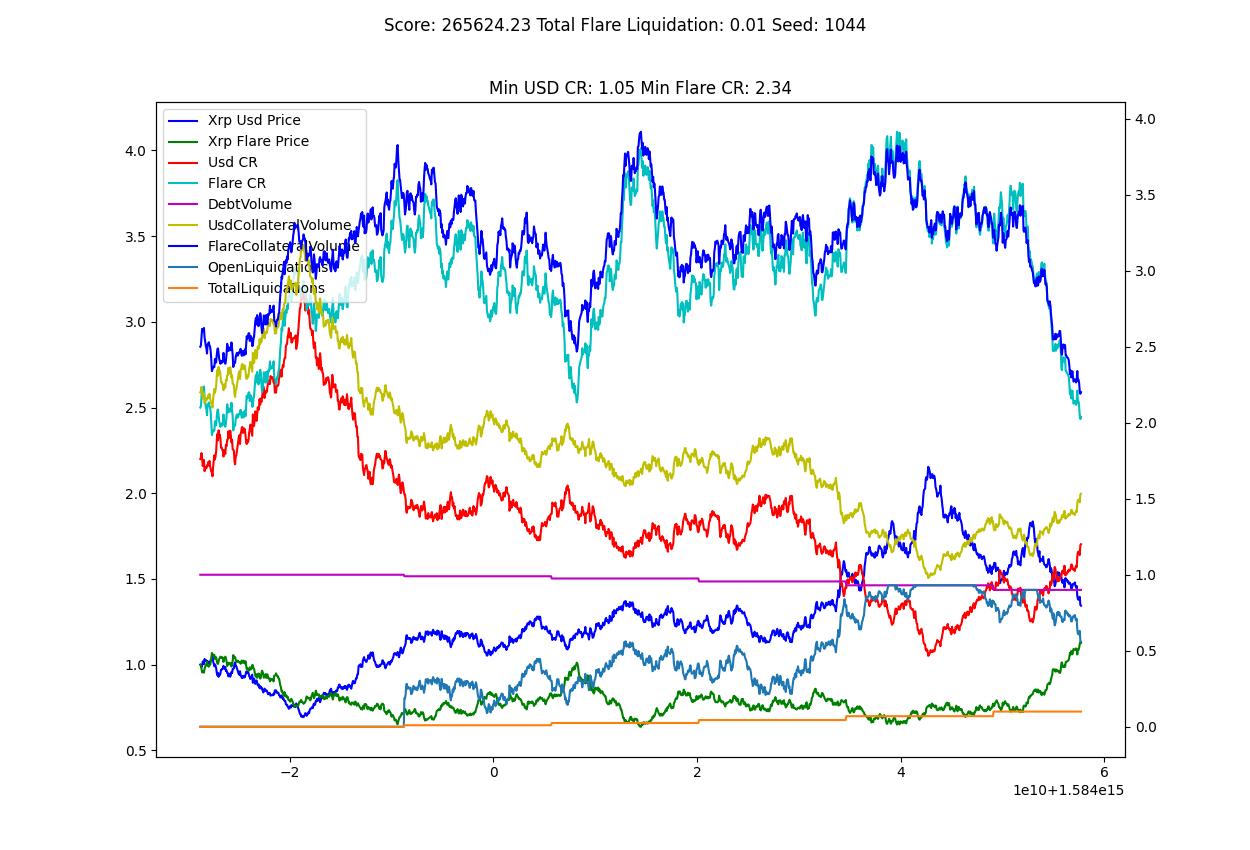 Score: 265624.23 Total Flare Liquidation: 0.01 Seed: 1044
Min USD CR: 1.05 Min Flare CR: 2.34
Xrp Usd Price
Xrp Flare Price
Usd CR
Flare CR
DebtVolume
UsdCollateralVolume
FlareCollateralVolume
OpenLiquidations
TotalLiquidations
4.0
3.5
3.0
2.5
2.0
1.5
1.0
0.5
4.0
3.5
3.0
2.5
2.0
1.5
1.0
0.5
0.0
−2 0 2 4 6
1e10+1.584e15